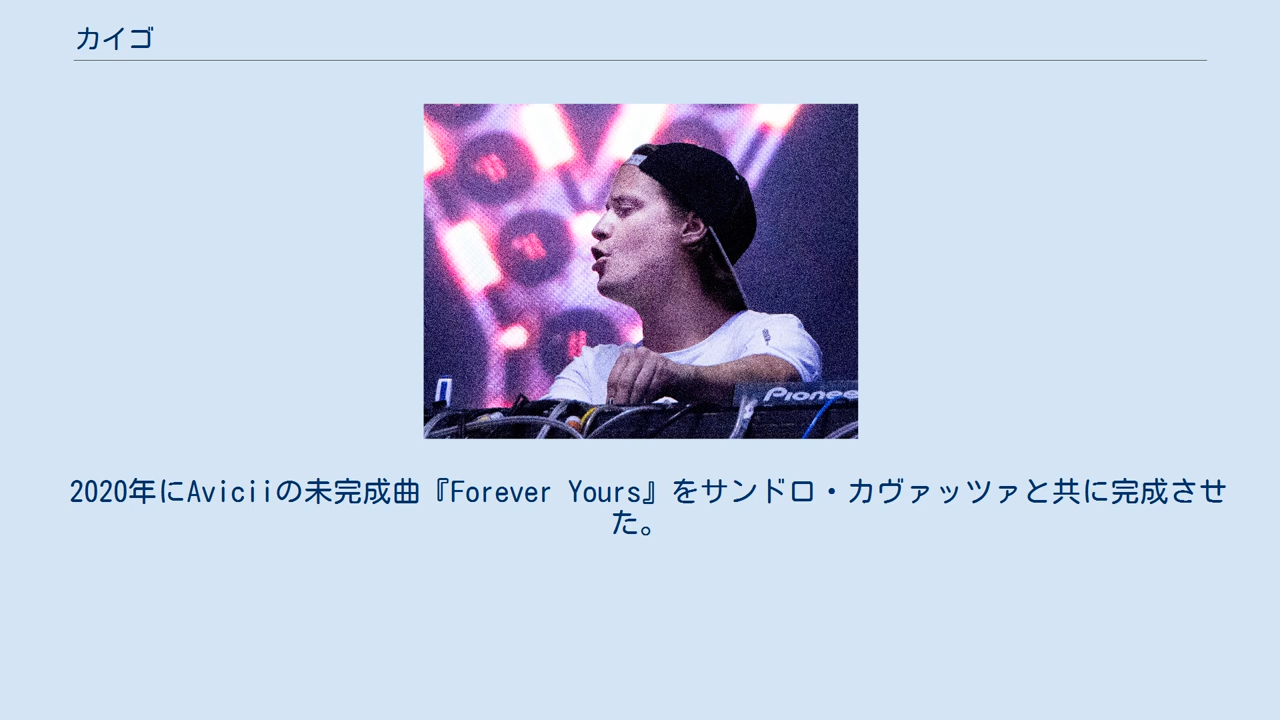 カイゴ
Pionee
2020年にAviciiの未完成曲『Forever Yours』をサンドロ・カヴァッツァと共に完成させ
た。